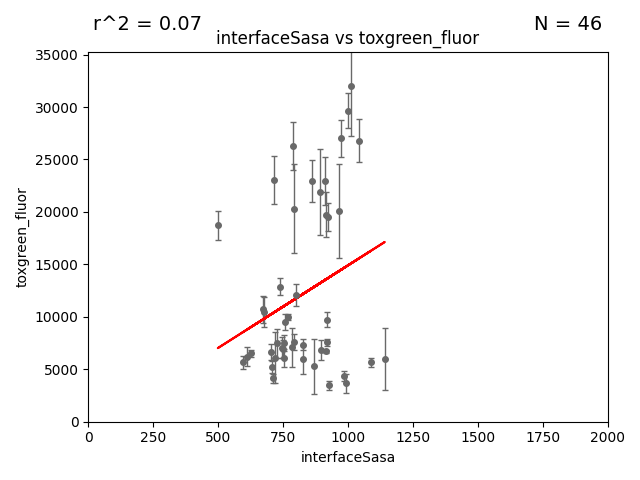 r^2 = 0.07
N = 46
interfaceSasa vs toxgreen_fluor
35000
30000
25000
20000
15000
10000
5000
0
toxgreen_fluor
0 250 500 750 1000 1250 1500 1750 2000
interfaceSasa